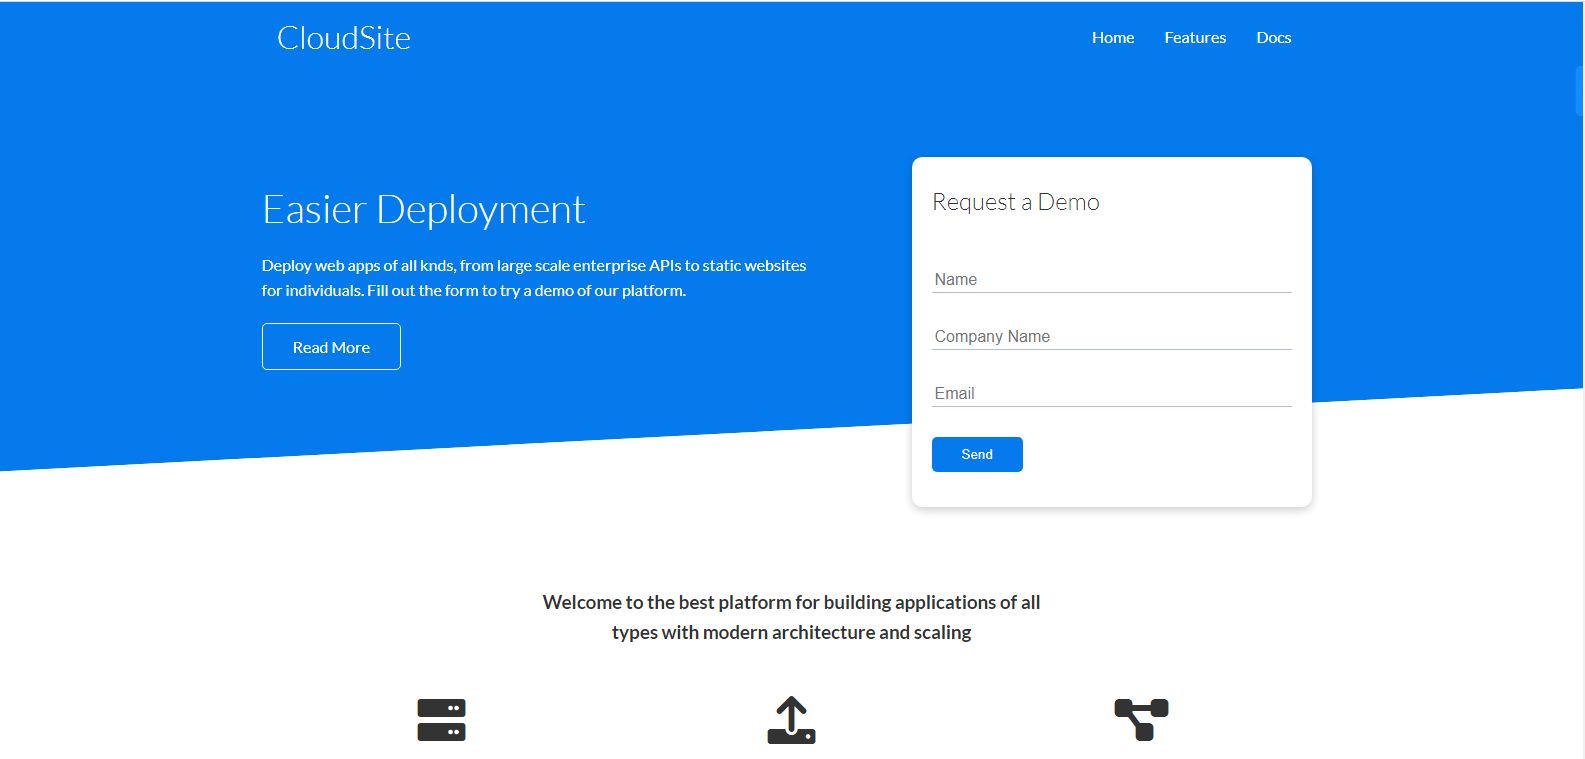 CloudSite
Home Features Docs
Easier Deployment
Deploy web apps of all knds, from large scale enterprise APIs to static websites
for individuals. Fill out the form to try a demo of our platform.
Read More
Request a Demo
Name
Company Name
Email
Send
Welcome to the best platform for building applications of all
types with modern architecture and scaling